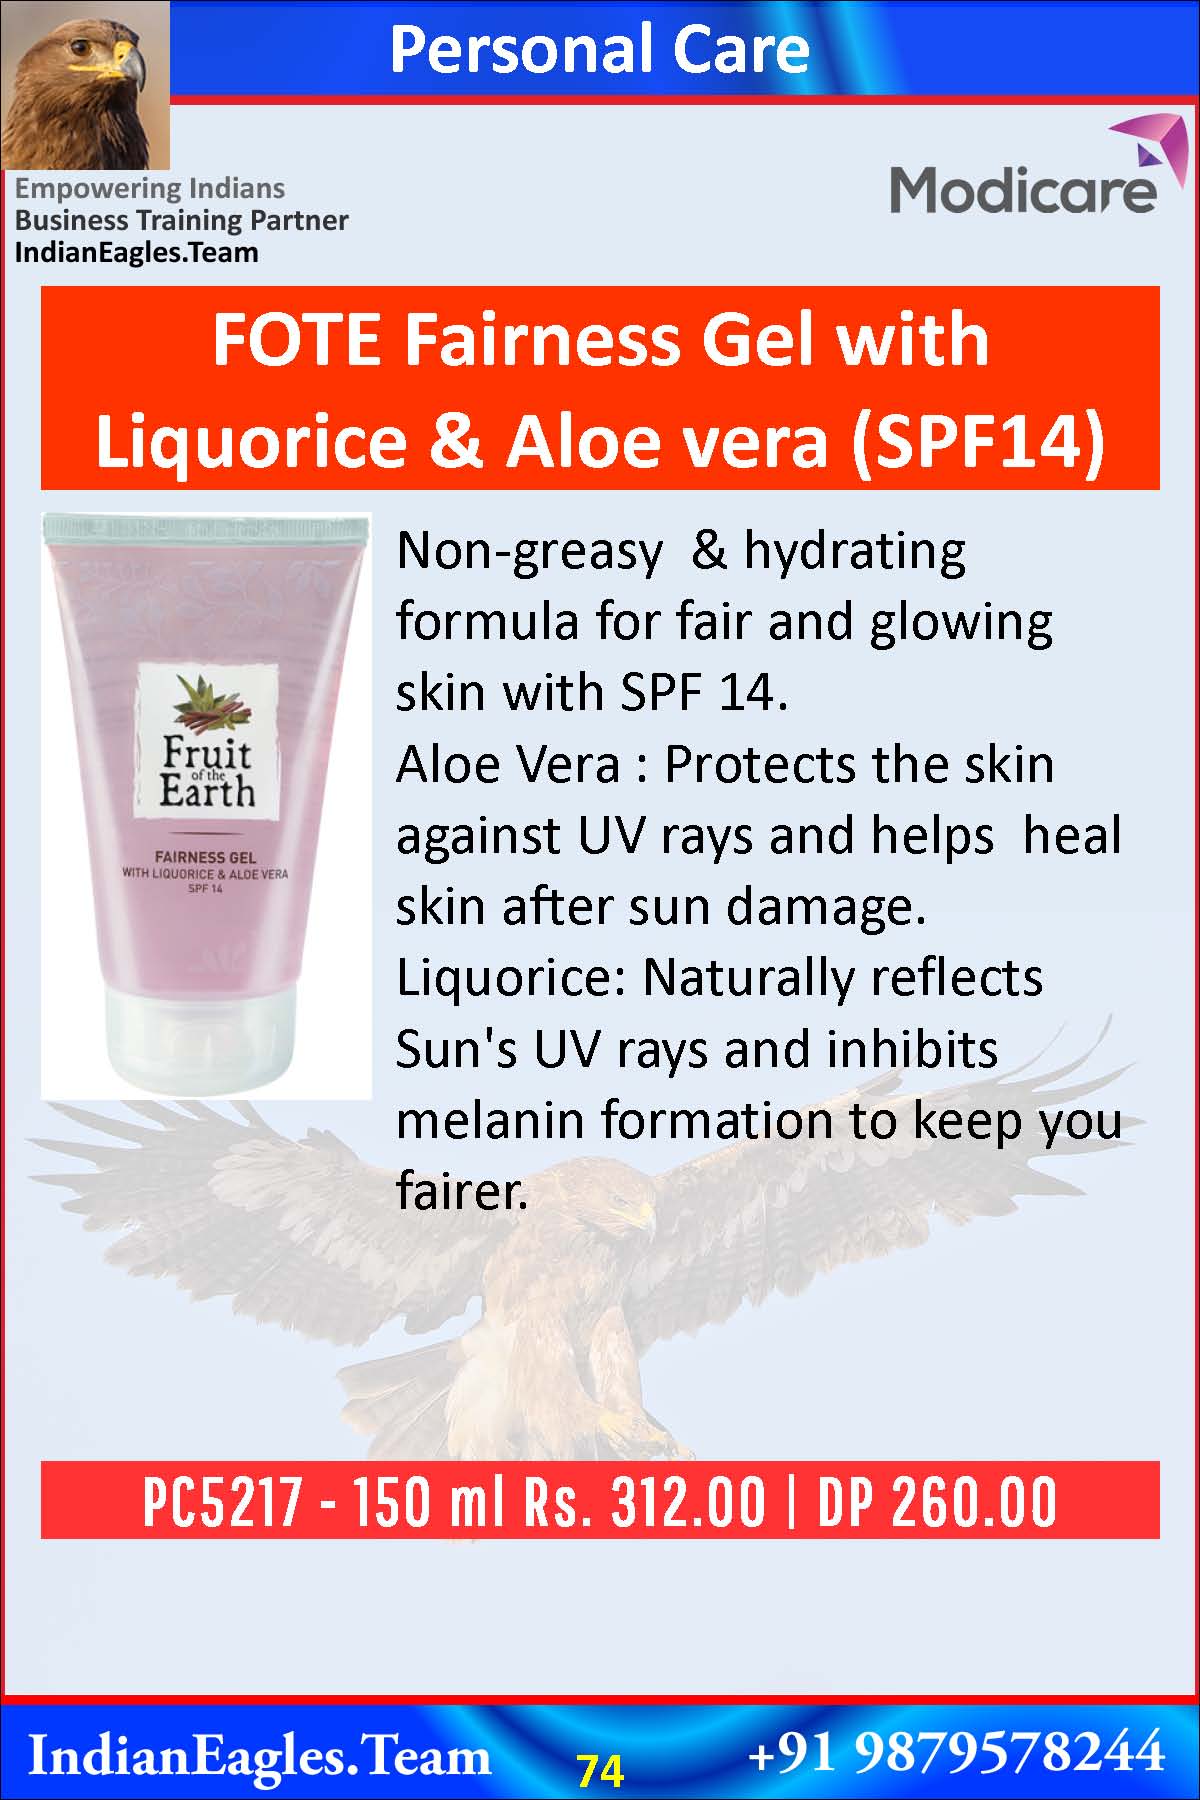 Personal Care
Empowering Indians
Business Training Partner
IndianEagles.Team
Modicare
FOTE Fairness Gel with
Liquorice & Aloe vera (SPF14)
Fruit
of the
Earth
FAIRNESS GEL
WITH LIQUORICE & ALOE VERA
SPF 14
Non-greasy & hydrating
formula for fair and glowing
skin with SPF 14.
Aloe Vera : Protects the skin
against UV rays and helps heal
skin after sun damage.
Liquorice: Naturally reflects
Sun's UV rays and inhibits
melanin formation to keep you
fairer.
PC5217 - 150 ml Rs. 312.00 | DP 260.00
IndianEagles.Team
74
+91 9879578244